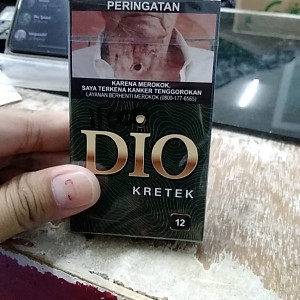 PERINGATAN
KARENA MEROKOK,
SAYA TERKENA KANKER TENGGOROKAN
LAYANAN BERHENTI MEROKOK (0800-177-6565)
DIO
KRETEK
12